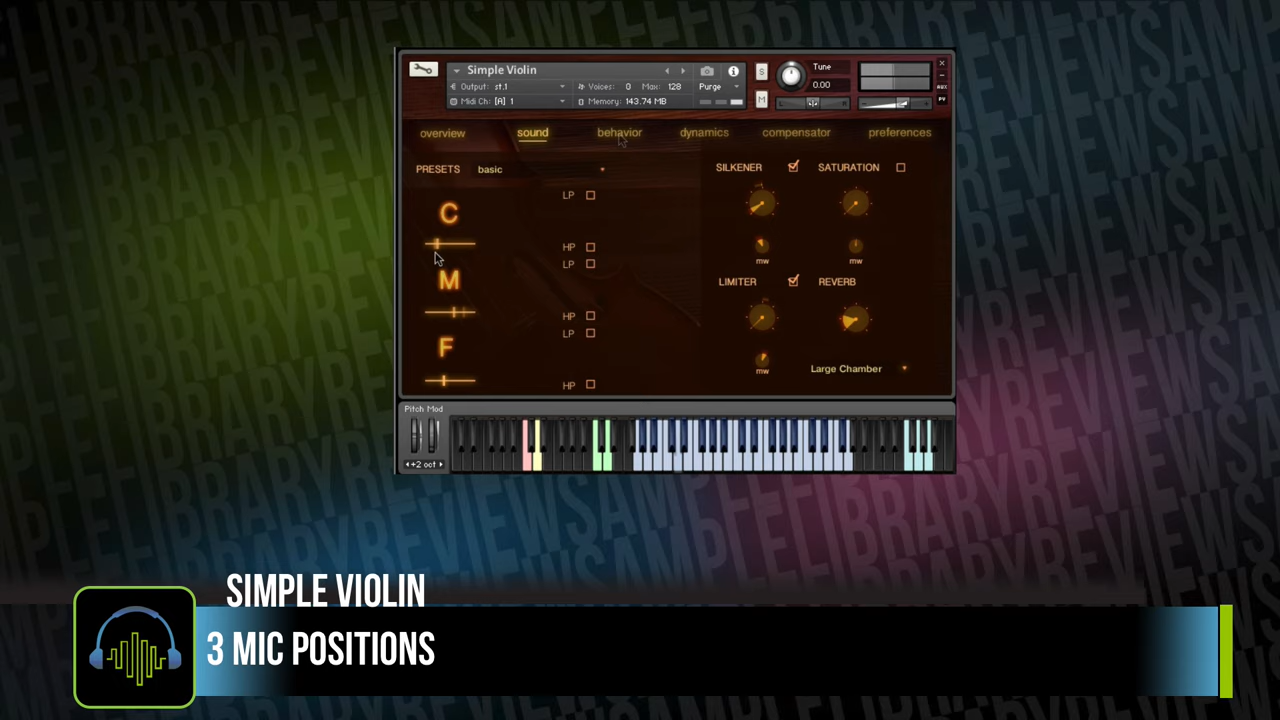 Simple Violin
Output: st.1
Voices: 0 Max: 128
Purge
Midi Ch: [A] 1
Memory: 143.74 MB
S
M
Tune
0.00
AUX
PV
overview sound behavior dynamics compensator preferences
PRESETS basic
C
LP
HP
M
LP
HP
F
LP
HP
SILKENER
SATURATION
mw
mw
LIMITER
REVERB
mw
Large Chamber
Pitch Mod
+2 oct
SIMPLE VIOLIN
3 MIC POSITIONS